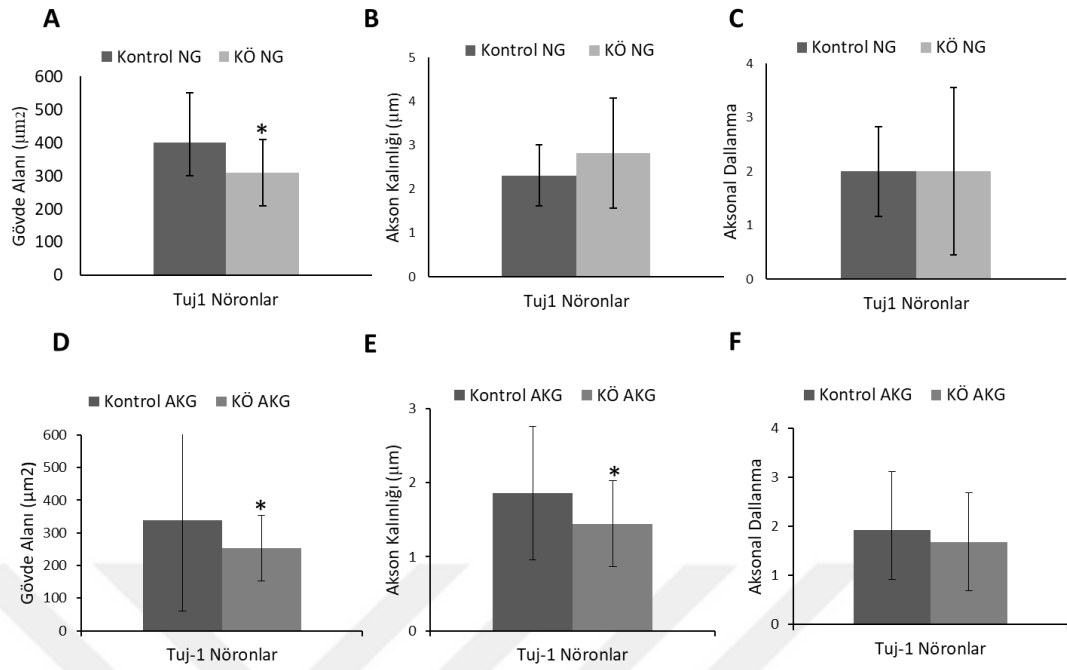 A
Kontrol NG KÖ NG
Gövde Alanı (µm2)
600
500
400
300
200
100
0
*
Tuj1 Nöronlar
B
Kontrol NG KÖ NG
Akson Kalınlığı (µm)
5
4
3
2
1
0
Tuj1 Nöronlar
C
Kontrol NG KÖ NG
Aksonal Dallanma
4
3
2
1
0
Tuj1 Nöronlar
D
Kontrol AKG KÖ AKG
Gövde Alanı (µm2)
600
500
400
300
200
100
0
*
Tuj-1 Nöronlar
E
Kontrol AKG KÖ AKG
Akson Kalınlığı (µm)
3
2
1
0
*
Tuj-1 Nöronlar
F
Kontrol AKG KÖ AKG
Aksonal Dallanma
4
3
2
1
0
Tuj-1 Nöronlar